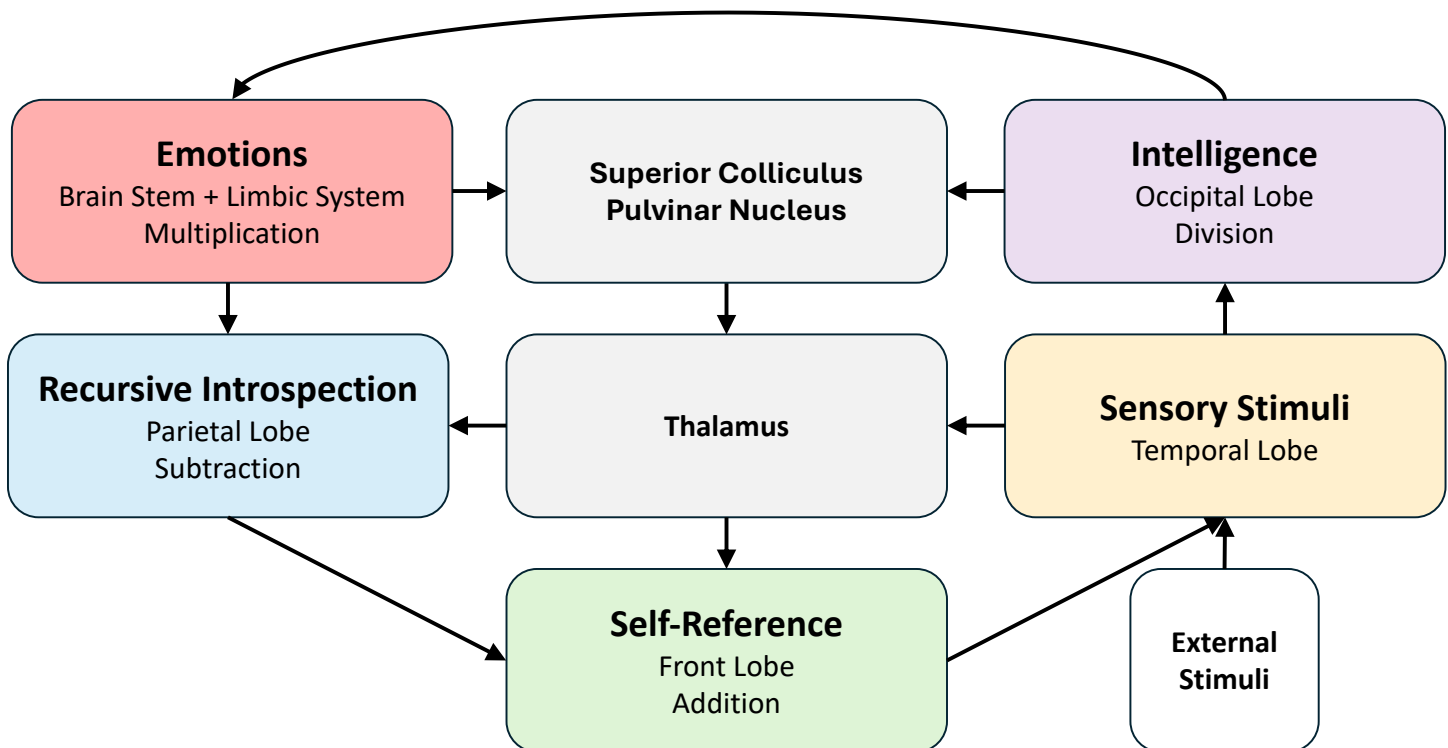 Emotions
Brain Stem + Limbic System
Multiplication
Superior Colliculus
Pulvinar Nucleus
Intelligence
Occipital Lobe
Division
Recursive Introspection
Parietal Lobe
Subtraction
Thalamus
Sensory Stimuli
Temporal Lobe
Self-Reference
Front Lobe
Addition
External
Stimuli